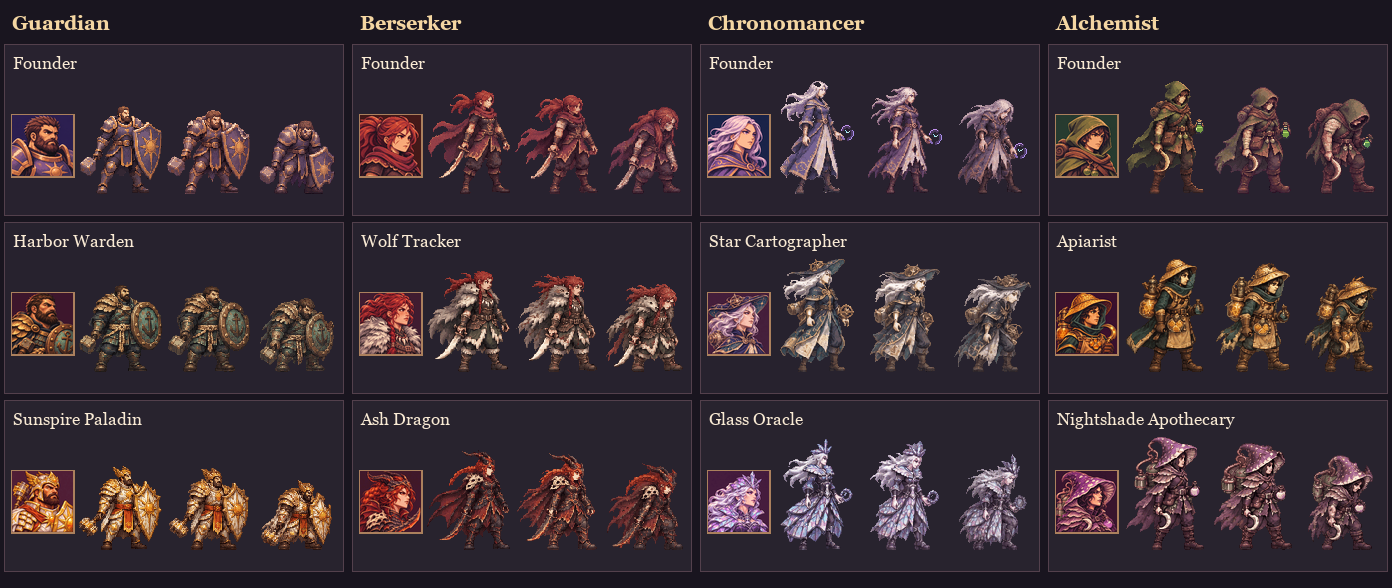 Guardian
Berserker
Chronomancer
Alchemist
Founder
Founder
Founder
Founder
Harbor Warden
Wolf Tracker
Star Cartographer
Apiarist
Sunspire Paladin
Ash Dragon
Glass Oracle
Nightshade Apothecary